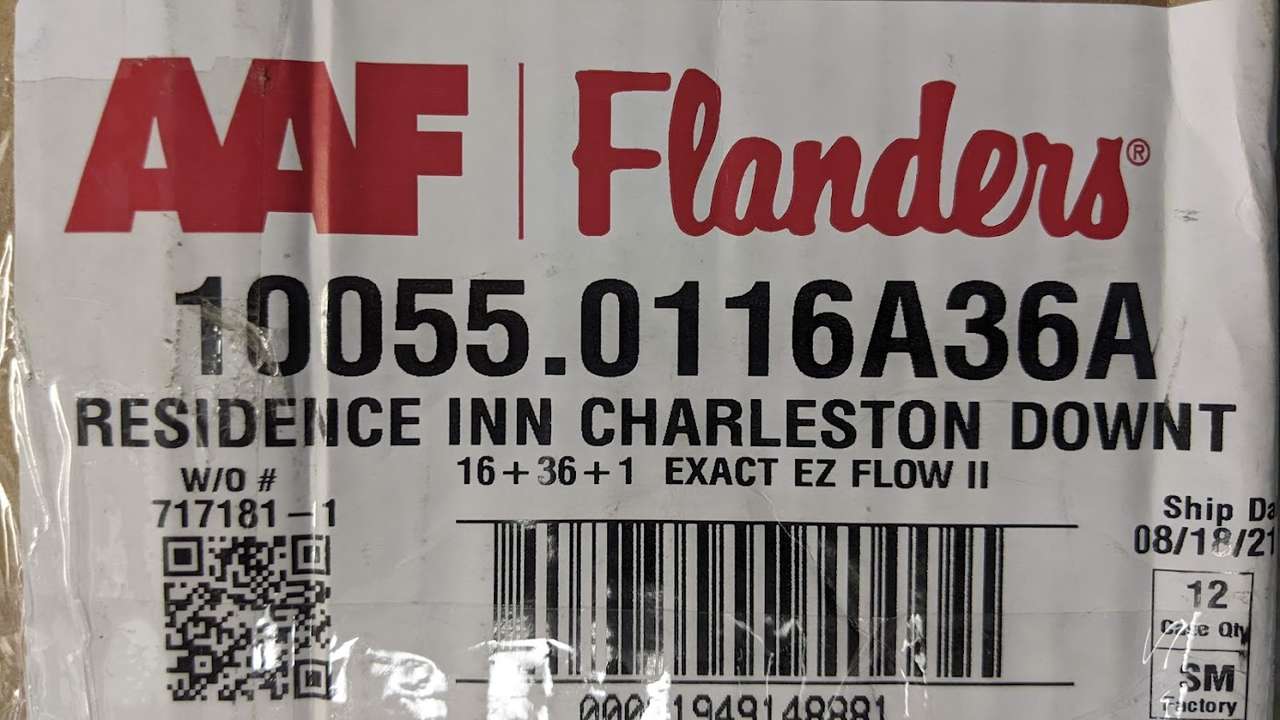 AAF Flanders®
10055.0116A36A
RESIDENCE INN CHARLESTON DOWNT
16+36+1 EXACT EZ FLOW II
W/O #
717181-1
Ship Da
08/18/21
12
Case Qty
SM
Factory